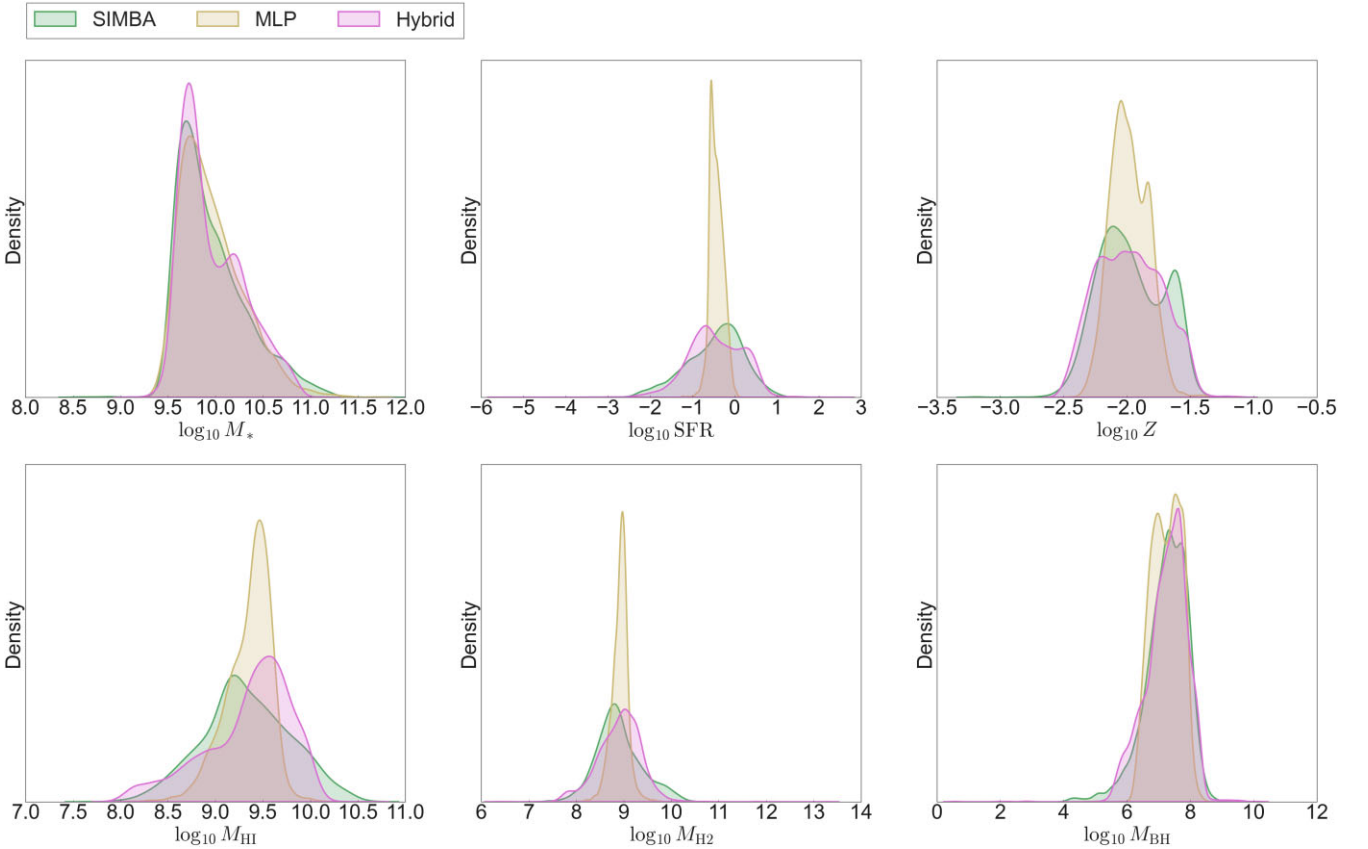 SIMBA MLP Hybrid
Density
8.0 8.5 9.0 9.5 10.0 10.5 11.0 11.5 12.0
log₁₀ M∗
Density
−6 −5 −4 −3 −2 −1 0 1 2 3
log₁₀ SFR
Density
−3.5 −3.0 −2.5 −2.0 −1.5 −1.0 −0.5
log₁₀ Z
Density
7.0 7.5 8.0 8.5 9.0 9.5 10.0 10.5 11.0
log₁₀ M_HI
Density
6 7 8 9 10 11 12 13 14
log₁₀ M_H2
Density
0 2 4 6 8 10 12
log₁₀ M_BH